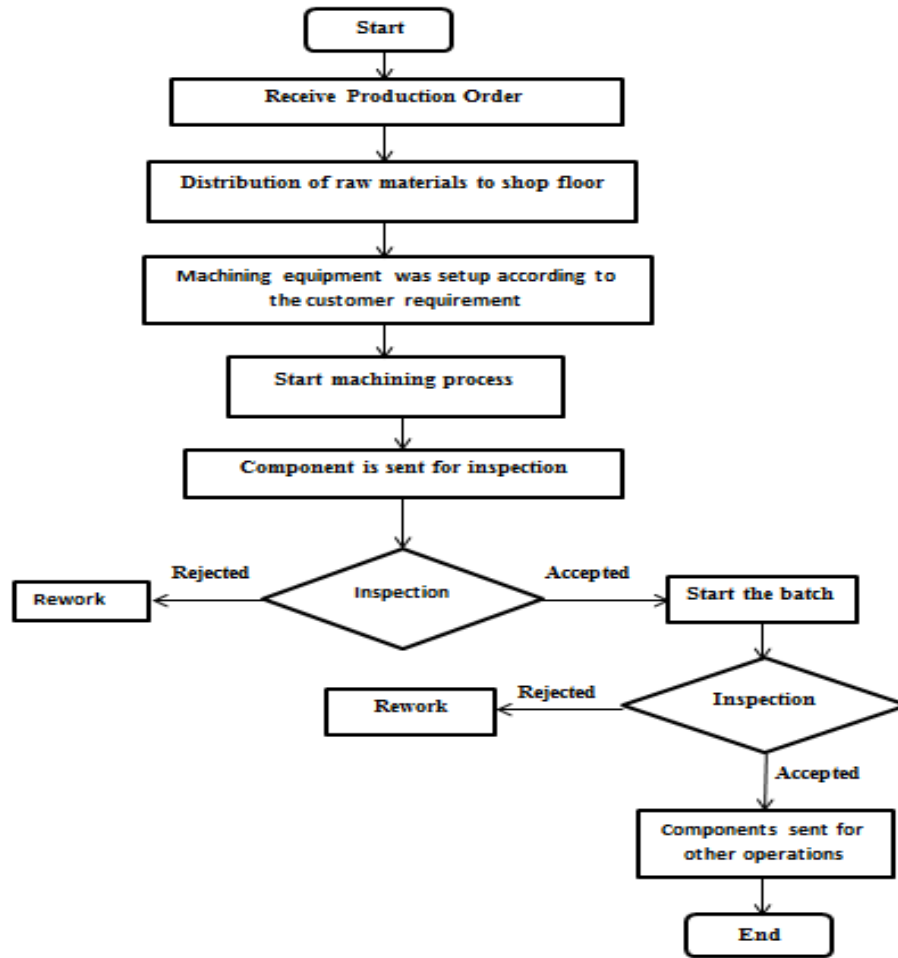 Start
Receive Production Order
Distribution of raw materials to shop floor
Machining equipment was setup according to
the customer requirement
Start machining process
Component is sent for inspection
Rejected
Inspection
Accepted
Rework
Start the batch
Rejected
Inspection
Rework
Accepted
Components sent for
other operations
End